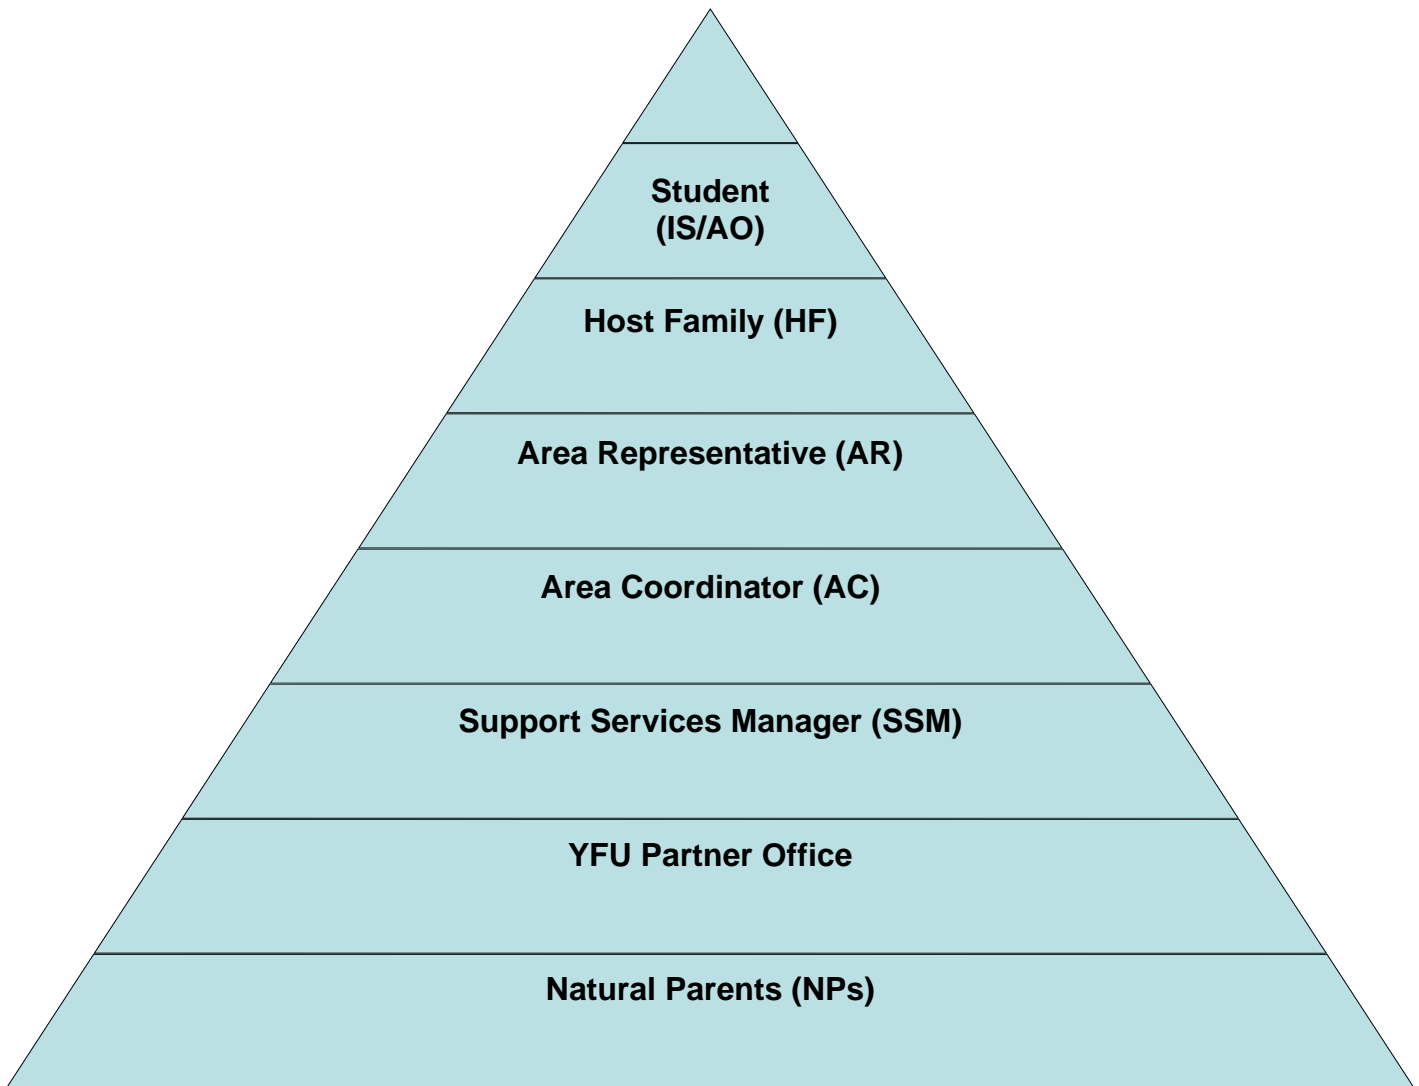 Student
(IS/AO)
Host Family (HF)
Area Representative (AR)
Area Coordinator (AC)
Support Services Manager (SSM)
YFU Partner Office
Natural Parents (NPs)